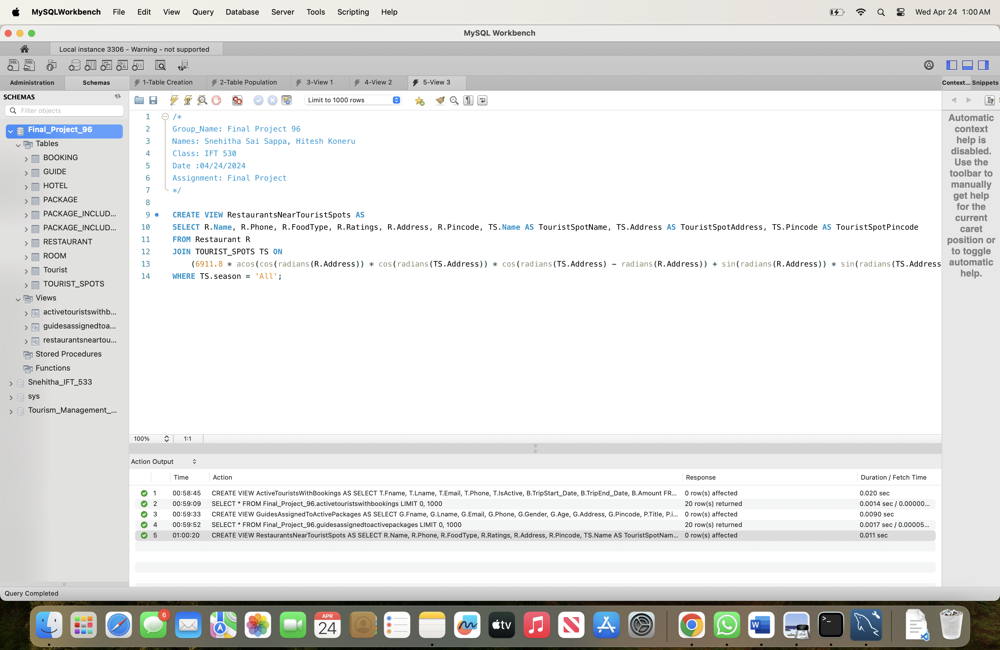 MySQLWorkbench File Edit View Query Database Server Tools Scripting Help Wed Apr 24 1:00 AM
MySQL Workbench
Local instance 3306 - Warning - not supported
Administration Schemas 1-Table Creation 2-Table Population 3-View 1 4-View 2 5-View 3 Context... Snippets
SCHEMAS
Filter objects
Limit to 1000 rows
Final_Project_96
Tables
BOOKING
GUIDE
HOTEL
PACKAGE
PACKAGE_INCLUD...
PACKAGE_INCLUD...
RESTAURANT
ROOM
Tourist
TOURIST_SPOTS
Views
activetouristswithb...
guidesassignedtoa...
restaurantsneartou...
Stored Procedures
Functions
Snehitha_IFT_533
sys
Tourism_Management_...
1 /*
2 Group_Name: Final Project 96
3 Names: Snehitha Sai Sappa, Hitesh Koneru
4 Class: IFT 530
5 Date :04/24/2024
6 Assignment: Final Project
7 */
8
9 CREATE VIEW RestaurantsNearTouristSpots AS
10 SELECT R.Name, R.Phone, R.FoodType, R.Ratings, R.Address, R.Pincode, TS.Name AS TouristSpotName, TS.Address AS TouristSpotAddress, TS.Pincode AS TouristSpotPincode
11 FROM Restaurant R
12 JOIN TOURIST_SPOTS TS ON
13 (6911.8 * acos(cos(radians(R.Address)) * cos(radians(TS.Address)) * cos(radians(TS.Address) - radians(R.Address)) + sin(radians(R.Address)) * sin(radians(TS.Address
14 WHERE TS.season = 'All';
Automatic
context
help is
disabled.
Use the
toolbar to
manually
get help
for the
current
caret
position or
to toggle
automatic
help.
100% 1:1
Action Output
Time Action Response Duration / Fetch Time
1 00:58:45 CREATE VIEW ActiveTouristsWithBookings AS SELECT T.Fname, T.Lname, T.Email, T.Phone, T.IsActive, B.TripStart_Date, B.TripEnd_Date, B.Amount FR... 0 row(s) affected 0.020 sec
2 00:59:09 SELECT * FROM Final_Project_96.activetouristswithbookings LIMIT 0, 1000 20 row(s) returned 0.0014 sec / 0.00000...
3 00:59:33 CREATE VIEW GuidesAssignedToActivePackages AS SELECT G.Fname, G.Lname, G.Email, G.Phone, G.Gender, G.Age, G.Address, G.Pincode, P.Title, P.i... 0 row(s) affected 0.0090 sec
4 00:59:52 SELECT * FROM Final_Project_96.guidesassignedtoactivepackages LIMIT 0, 1000 20 row(s) returned 0.0017 sec / 0.00005...
5 01:00:20 CREATE VIEW RestaurantsNearTouristSpots AS SELECT R.Name, R.Phone, R.FoodType, R.Ratings, R.Address, R.Pincode, TS.Name AS TouristSpotNam... 0 row(s) affected 0.011 sec
Query Completed
6
APR
24
tv
W